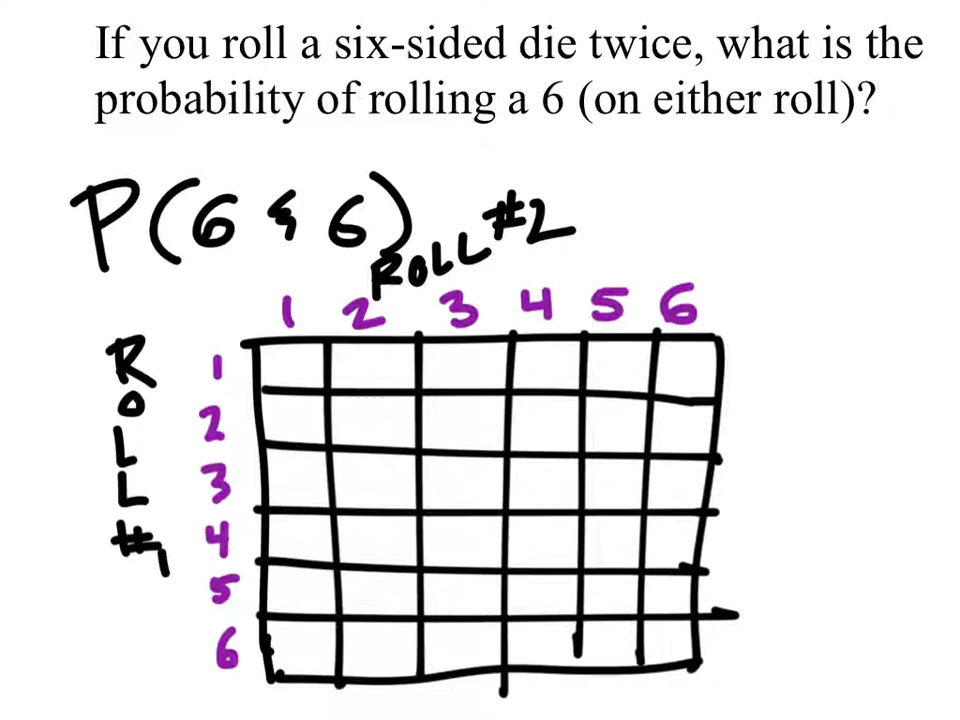 If you roll a six-sided die twice, what is the
probability of rolling a 6 (on either roll)?
P(6 & 6)
ROLL #2
1 2 3 4 5 6
ROLL #1
1
2
3
4
5
6